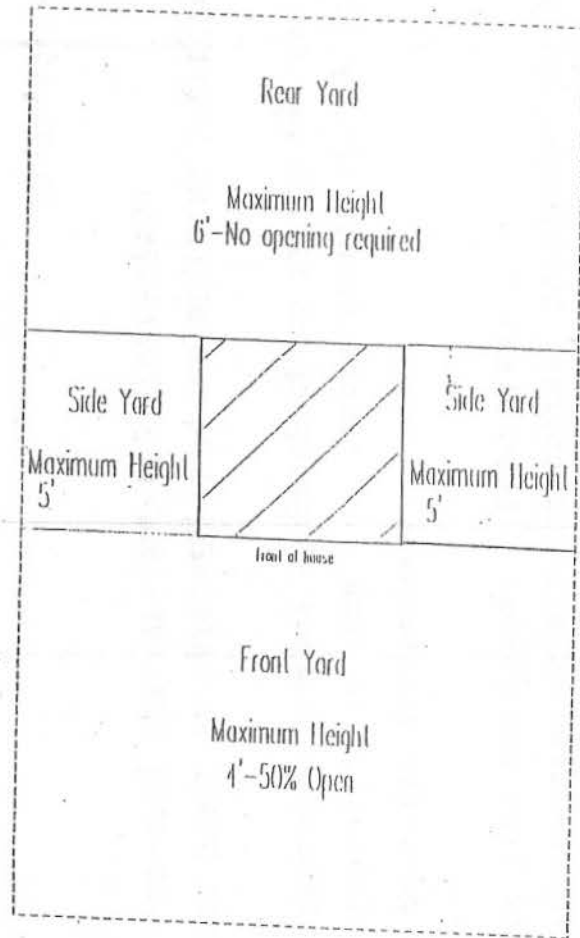 Rear Yard
Maximum Height
6'-No opening required
Side Yard
Maximum Height
5'
Side Yard
Maximum Height
5'
front of house
Front Yard
Maximum Height
4'-50% Open